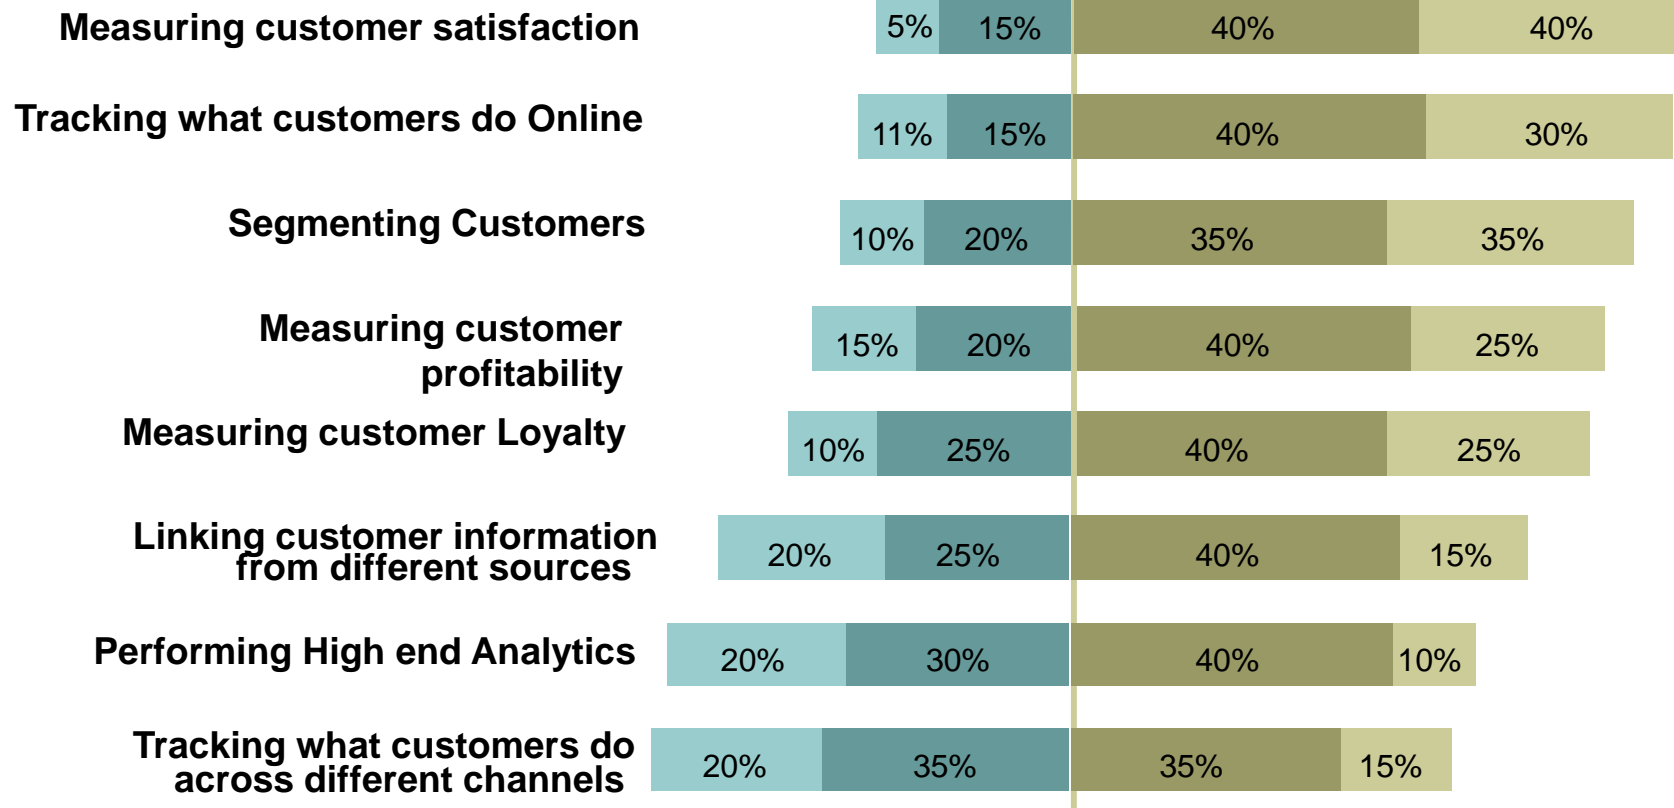 Measuring customer satisfaction 5% 15% 40% 40%
Tracking what customers do Online 11% 15% 40% 30%
Segmenting Customers 10% 20% 35% 35%
Measuring customer
profitability 15% 20% 40% 25%
Measuring customer Loyalty 10% 25% 40% 25%
Linking customer information
from different sources 20% 25% 40% 15%
Performing High end Analytics 20% 30% 40% 10%
Tracking what customers do
across different channels 20% 35% 35% 15%